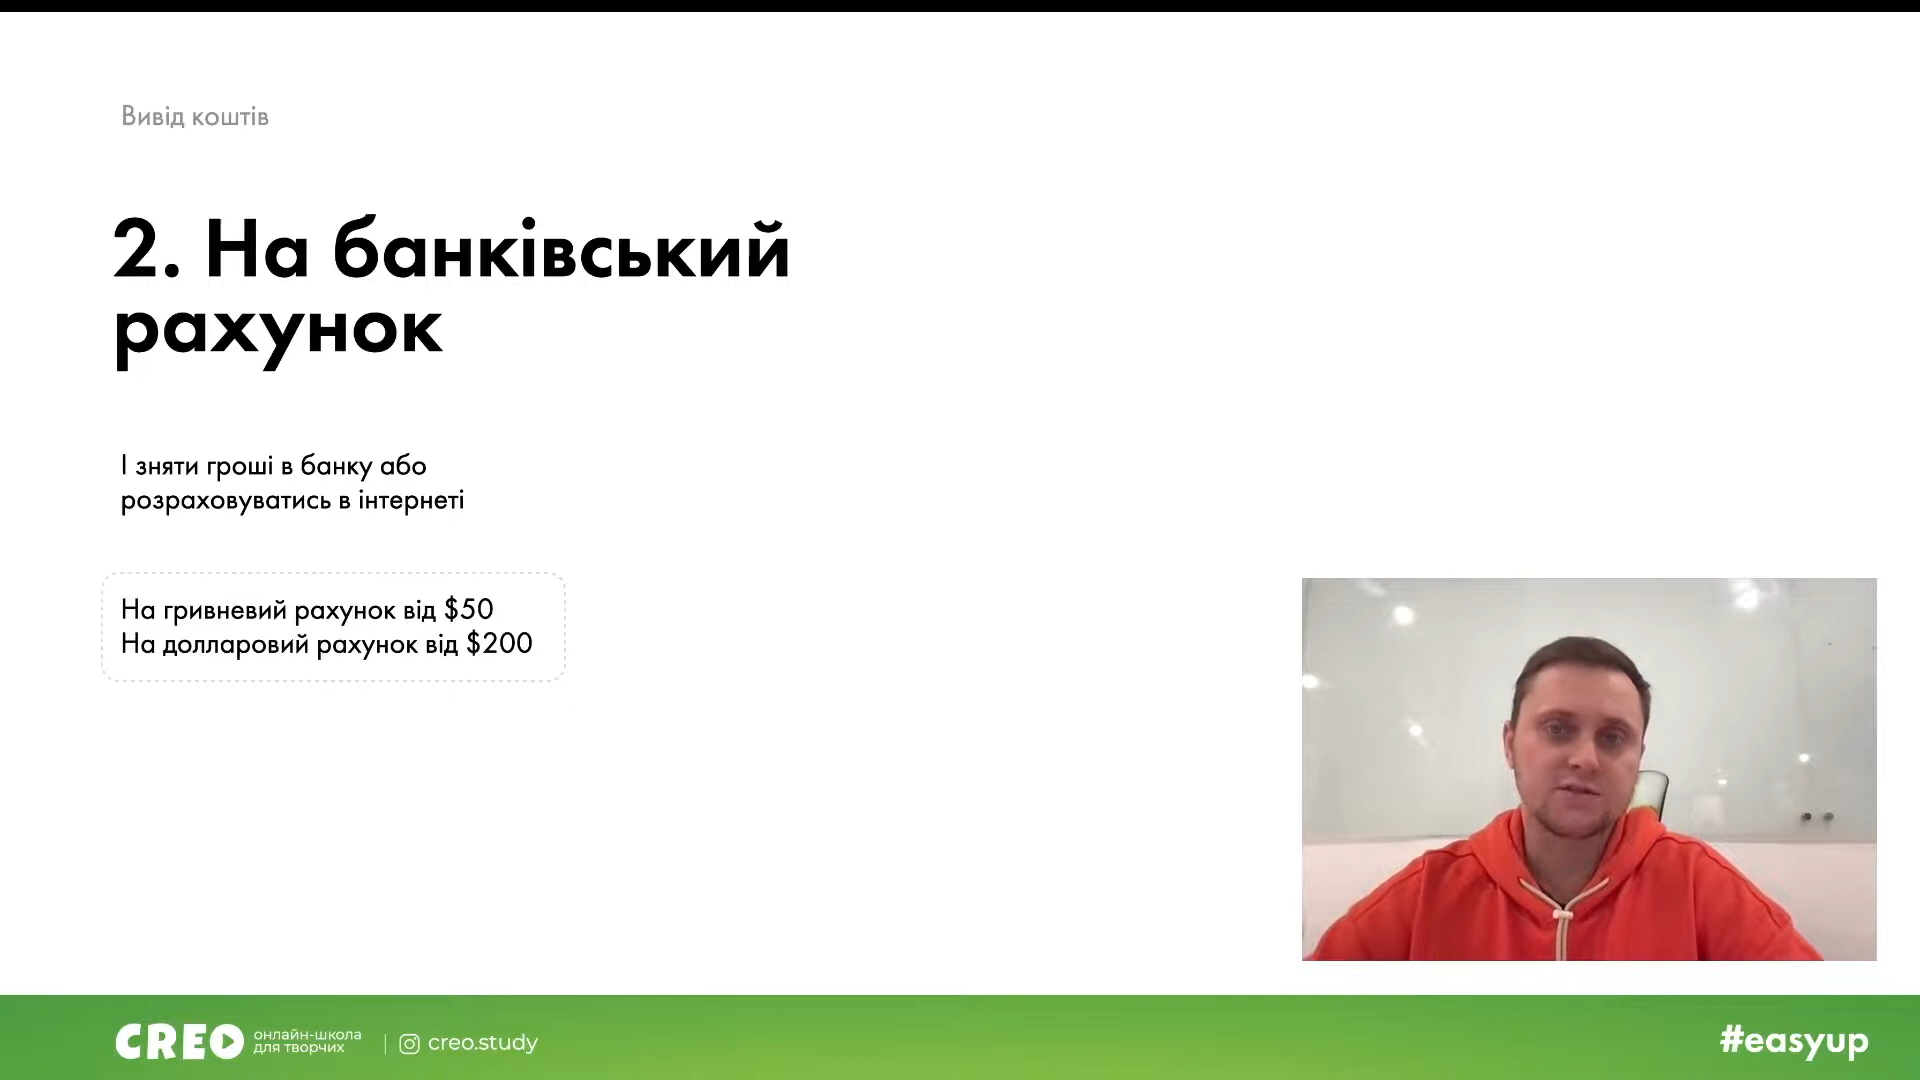 Вивід коштів
2. На банківський
рахунок
І зняти гроші в банку або
розраховуватись в інтернеті
На гривневий рахунок від $50
На долларовий рахунок від $200
CREO
онлайн-школа
для творчих
creo.study
#easyup